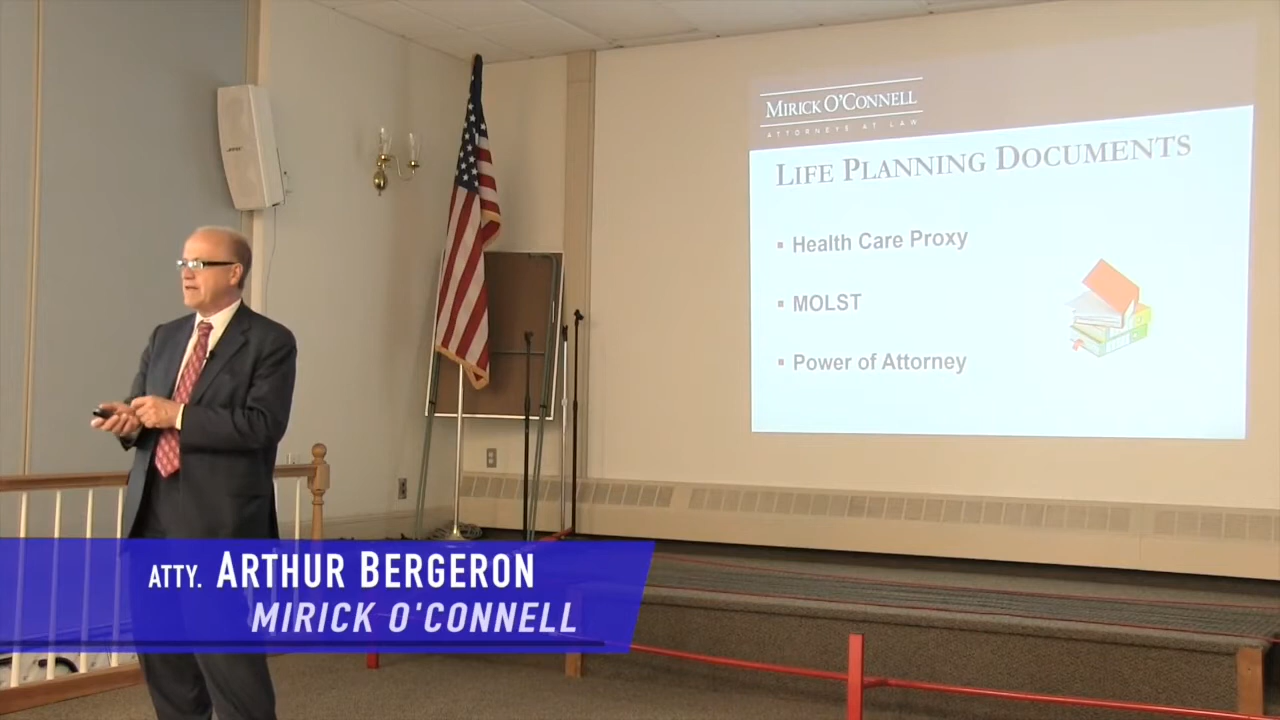 BOSE
MIRICK O'CONNELL
ATTORNEYS AT LAW
LIFE PLANNING DOCUMENTS
▪ Health Care Proxy
▪ MOLST
▪ Power of Attorney
ATTY. ARTHUR BERGERON
MIRICK O'CONNELL